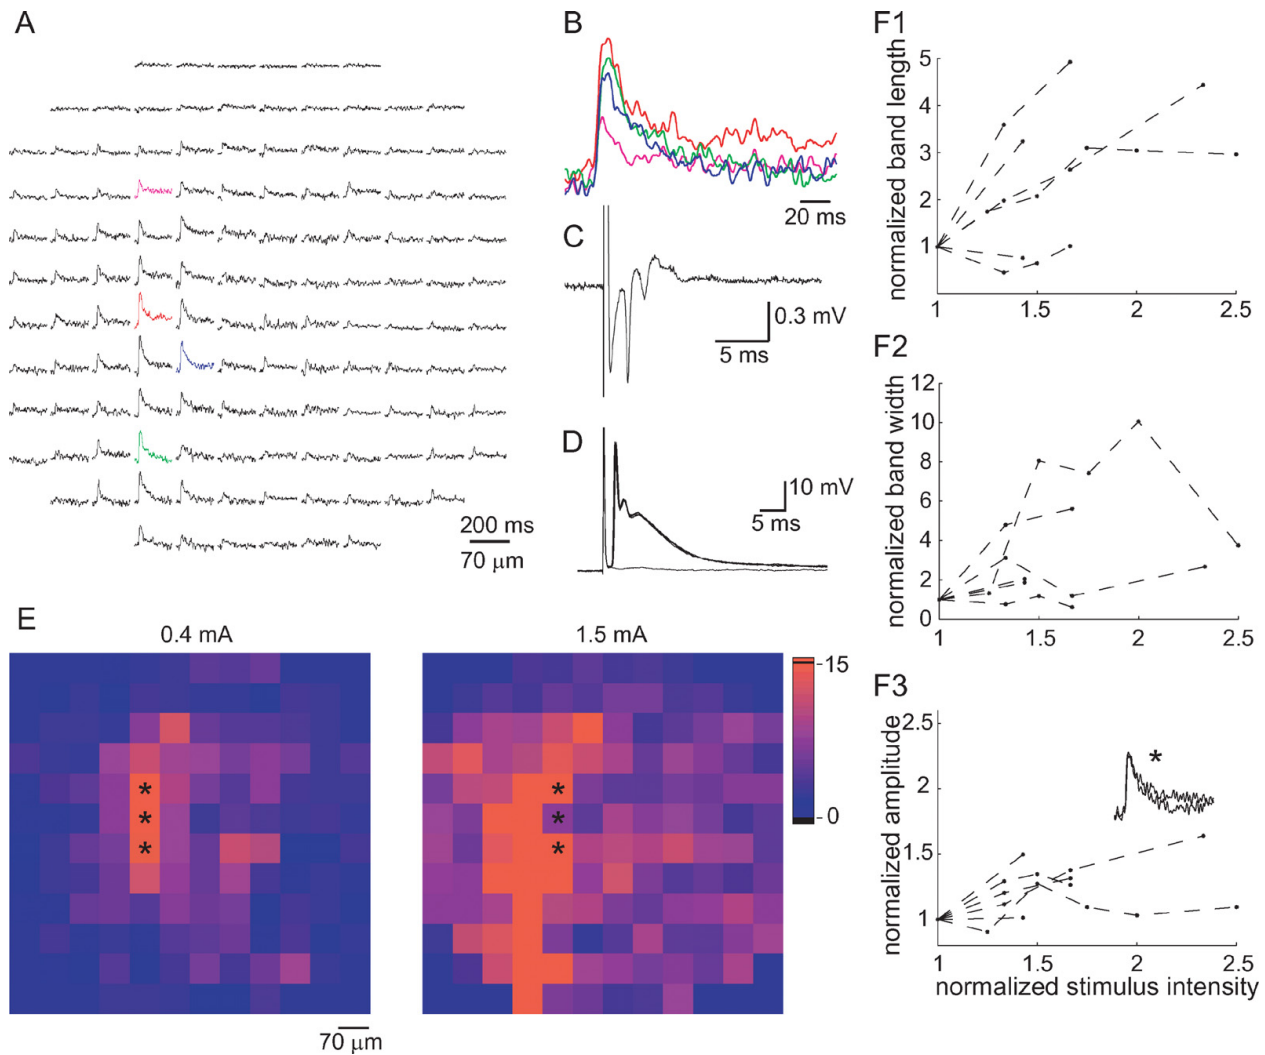 A
200 ms
70 μm
B
20 ms
C
0.3 mV
5 ms
D
10 mV
5 ms
E
0.4 mA
1.5 mA
15
0
* * *
* * *
70 μm
F1
normalized band length
5
4
3
2
1
1 1.5 2 2.5
F2
normalized band width
12
10
8
6
4
2
0
1 1.5 2 2.5
F3
normalized amplitude
2.5
2
1.5
1
*
1 1.5 2 2.5
normalized stimulus intensity